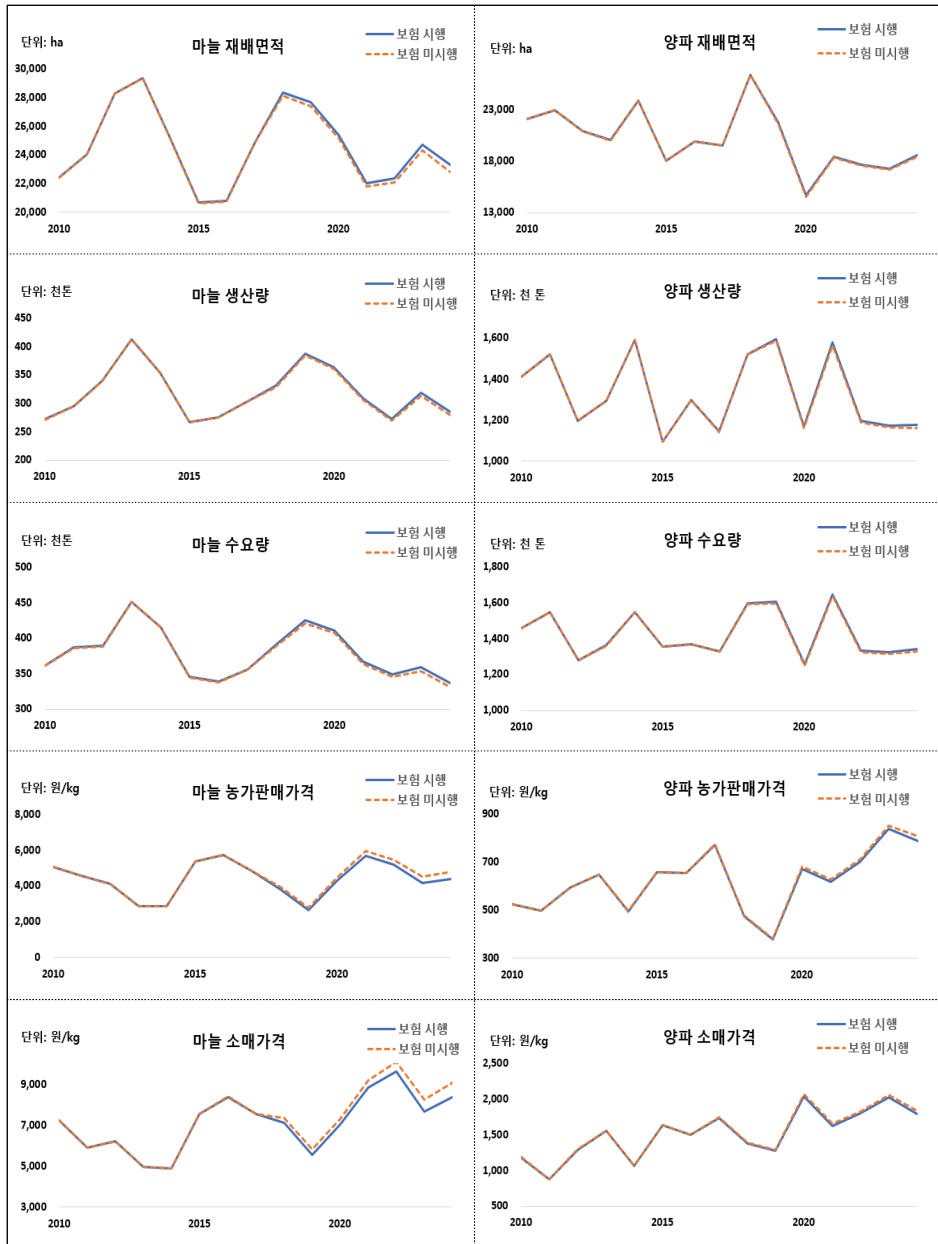 단위: ha
마늘 재배면적
보험 시행
보험 미시행
30,000
28,000
26,000
24,000
22,000
20,000
2010
2015
2020
단위: ha
양파 재배면적
보험 시행
보험 미시행
23,000
18,000
13,000
2010
2015
2020
단위: 천톤
마늘 생산량
보험 시행
보험 미시행
450
400
350
300
250
200
2010
2015
2020
단위: 천 톤
양파 생산량
보험 시행
보험 미시행
1,600
1,400
1,200
1,000
2010
2015
2020
단위: 천톤
마늘 수요량
보험 시행
보험 미시행
500
450
400
350
300
2010
2015
2020
단위: 천 톤
양파 수요량
보험 시행
보험 미시행
1,800
1,600
1,400
1,200
1,000
2010
2015
2020
단위: 원/kg
마늘 농가판매가격
보험 시행
보험 미시행
8,000
6,000
4,000
2,000
0
2010
2015
2020
단위: 원/kg
양파 농가판매가격
보험 시행
보험 미시행
900
700
500
300
2010
2015
2020
단위: 원/kg
마늘 소매가격
보험 시행
보험 미시행
9,000
7,000
5,000
3,000
2010
2015
2020
단위: 원/kg
양파 소매가격
보험 시행
보험 미시행
2,500
2,000
1,500
1,000
500
2010
2015
2020